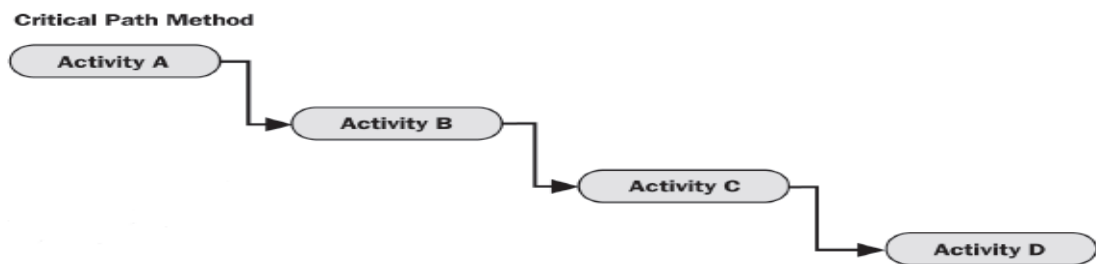 Critical Path Method
Activity A
Activity B
Activity C
Activity D